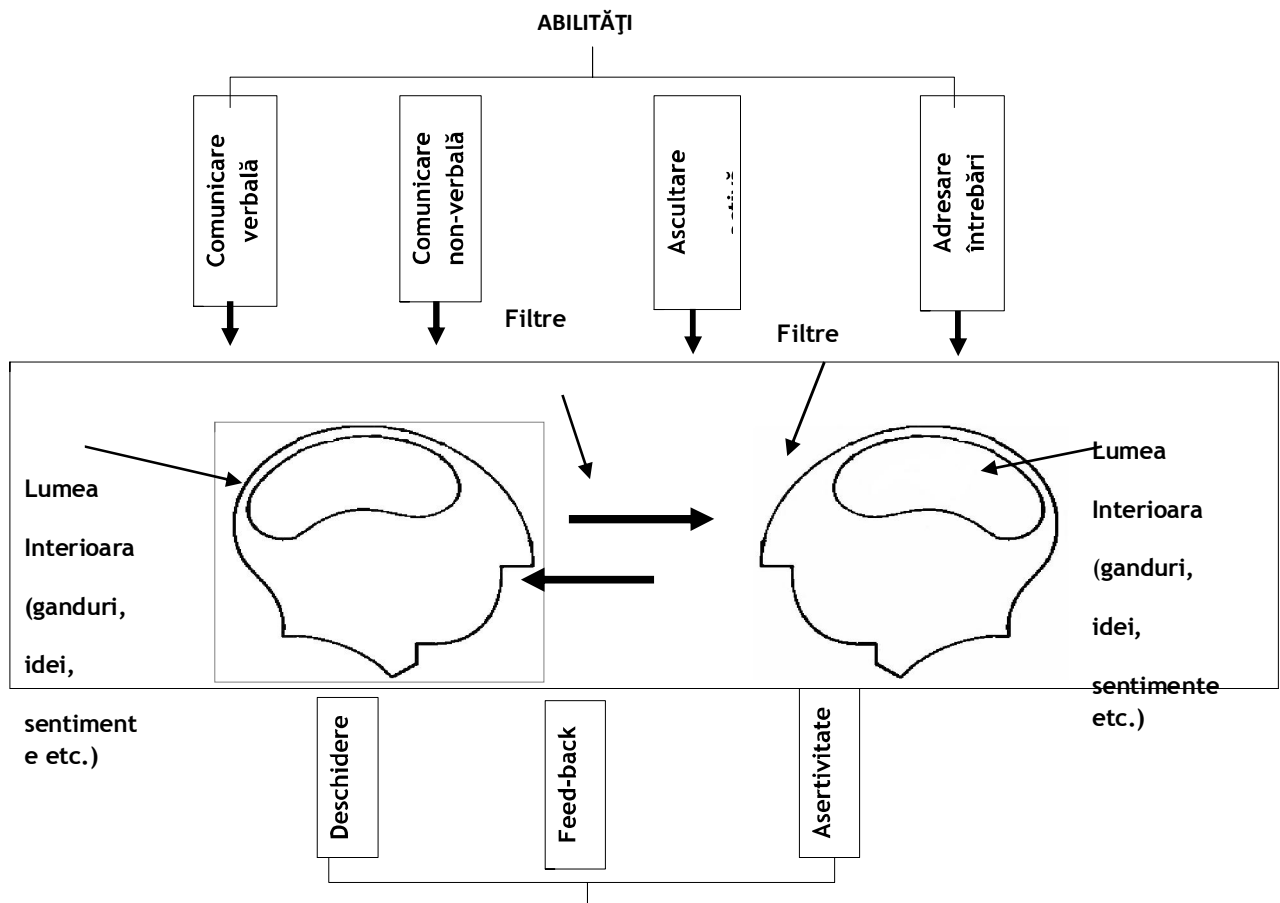 ABILITĂŢI
Comunicare
verbală
Comunicare
non-verbală
Ascultare
Adresare
întrebări
Filtre
Filtre
Lumea
Interioara
(ganduri,
idei,
sentiment
e etc.)
Lumea
Interioara
(ganduri,
idei,
sentimente
etc.)
Deschidere
Feed-back
Asertivitate